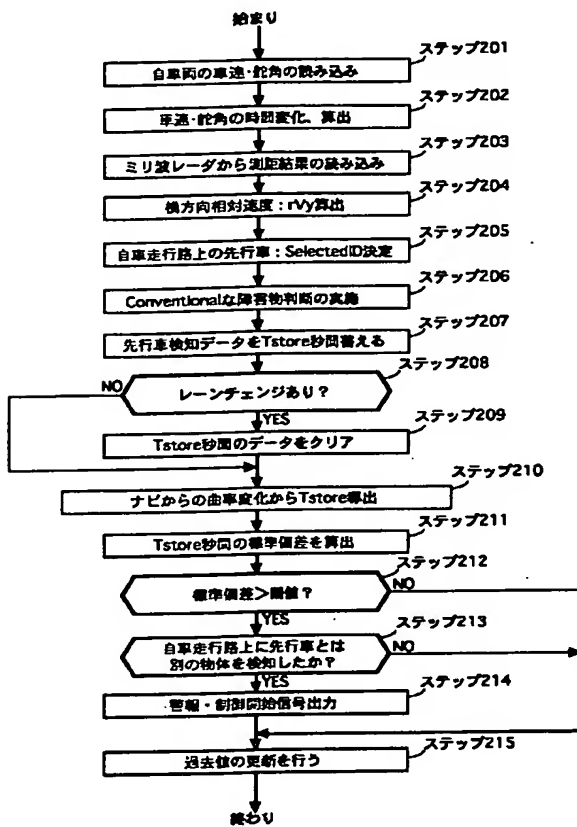 始まり
ステップ201
自車両の車速・舵角の読み込み
ステップ202
車速・舵角の時間変化、算出
ステップ203
ミリ波レーダから測距結果の読み込み
ステップ204
横方向相対速度：rVy算出
ステップ205
自車走行路上の先行車：SelectedID決定
ステップ206
Conventionalな障害物判断の実施
ステップ207
先行車検知データをTstore秒間蓄える
ステップ208
NO
レーンチェンジあり？
YES
ステップ209
Tstore秒間のデータをクリア
ステップ210
ナビからの曲率変化からTstore導出
ステップ211
Tstore秒間の標準偏差を算出
ステップ212
標準偏差＞閾値？
NO
YES
ステップ213
自車走行路上に先行車とは
別の物体を検知したか？
NO
YES
ステップ214
警報・制御開始信号出力
ステップ215
過去値の更新を行う
終わり